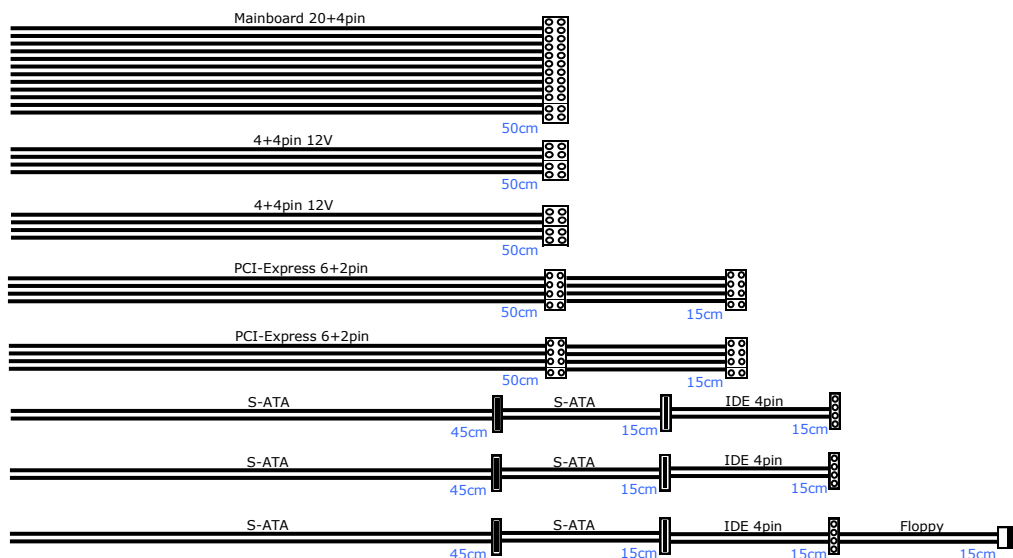 Mainboard 20+4pin
50cm
4+4pin 12V
50cm
4+4pin 12V
50cm
PCI-Express 6+2pin
50cm 15cm
PCI-Express 6+2pin
50cm 15cm
S-ATA S-ATA IDE 4pin
45cm 15cm 15cm
S-ATA S-ATA IDE 4pin
45cm 15cm 15cm
S-ATA S-ATA IDE 4pin Floppy
45cm 15cm 15cm 15cm